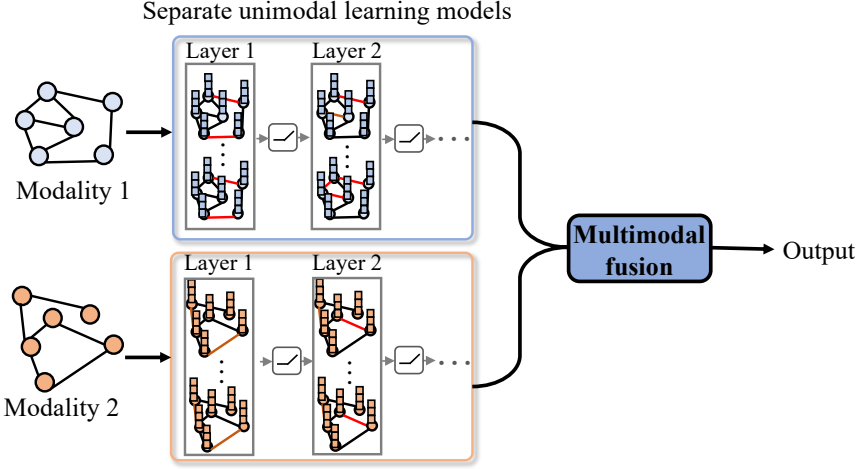 Separate unimodal learning models
Layer 1
Layer 2
Modality 1
Multimodal
fusion
Output
Layer 1
Layer 2
Modality 2